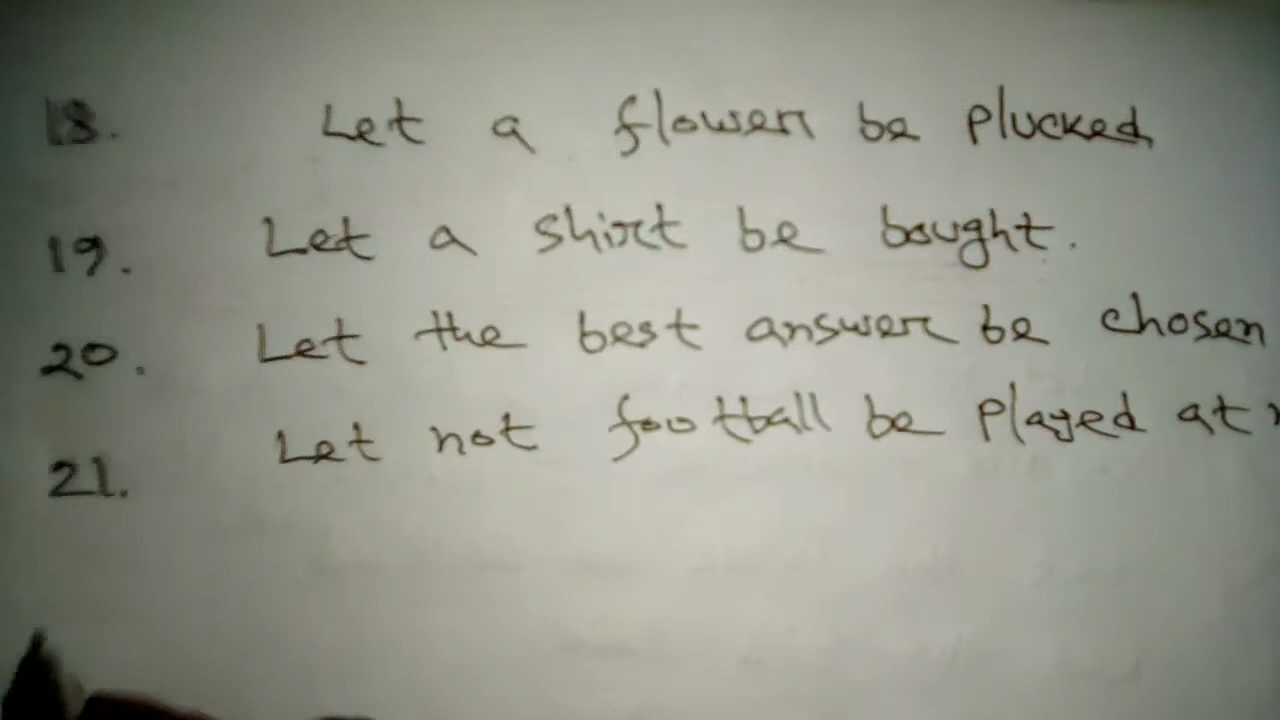 18. Let a flower be plucked
19. Let a shirt be bought.
20. Let the best answer be chosen
21. Let not football be played at